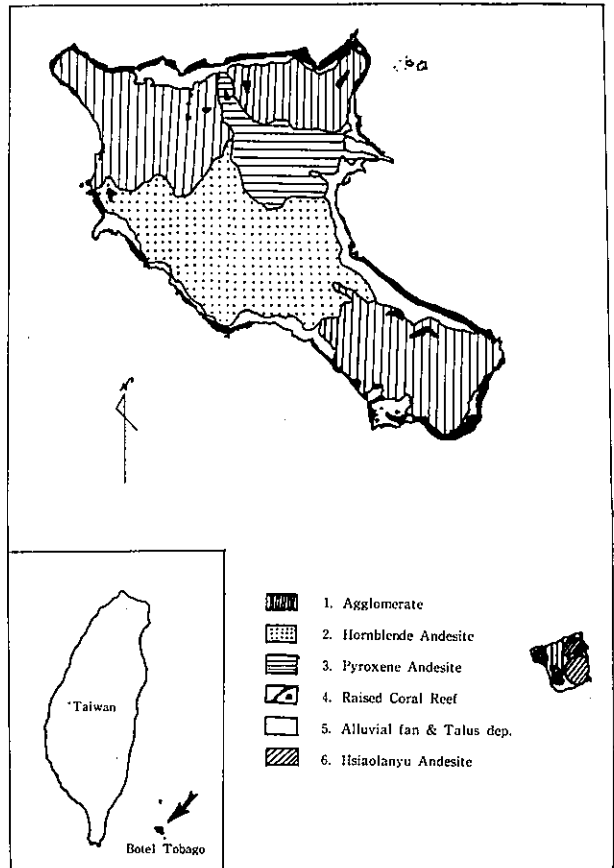 N
Taiwan
Botel Tobago
1. Agglomerate
2. Hornblende Andesite
3. Pyroxene Andesite
4. Raised Coral Reef
5. Alluvial fan & Talus dep.
6. Hsiaolanyu Andesite